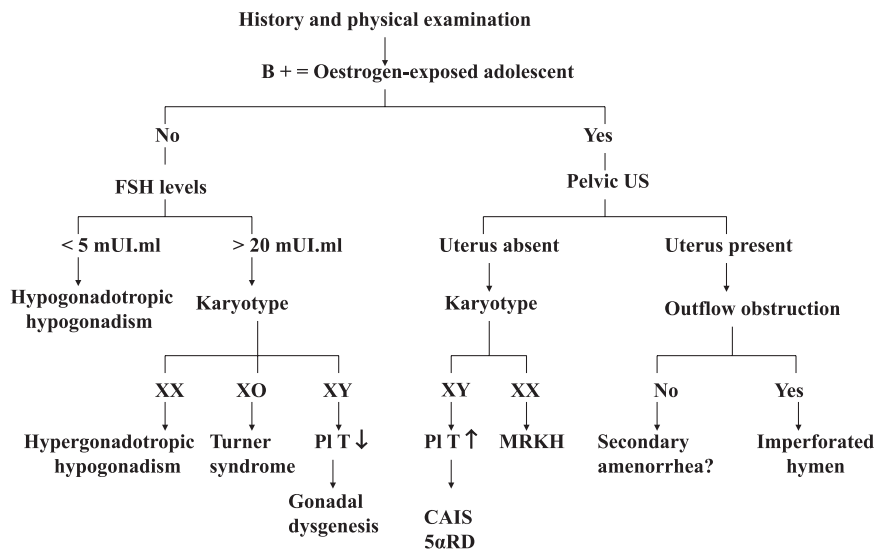 History and physical examination
B + = Oestrogen-exposed adolescent
No
Yes
FSH levels
Pelvic US
< 5 mUI.ml
> 20 mUI.ml
Uterus absent
Uterus present
Hypogonadotropic
hypogonadism
Karyotype
Karyotype
Outflow obstruction
XX
XO
XY
XY
XX
No
Yes
Hypergonadotropic
hypogonadism
Turner
syndrome
Pl T ↓
Pl T ↑
MRKH
Secondary
amenorrhea?
Imperforated
hymen
Gonadal
dysgenesis
CAIS
5αRD